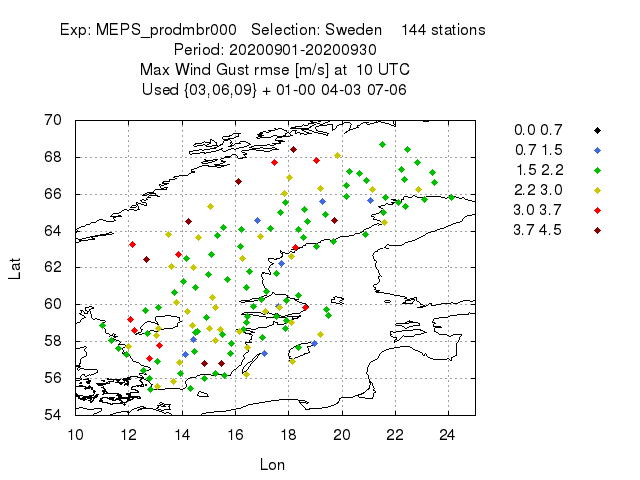 Exp: MEPS_prodmbr000   Selection: Sweden    144 stations
Period: 20200901-20200930
Max Wind Gust rmse [m/s] at  10 UTC
Used {03,06,09} + 01-00 04-03 07-06
70
68
66
64
62
60
58
56
54
Lat
10 12 14 16 18 20 22 24
Lon
0.0 0.7
0.7 1.5
1.5 2.2
2.2 3.0
3.0 3.7
3.7 4.5